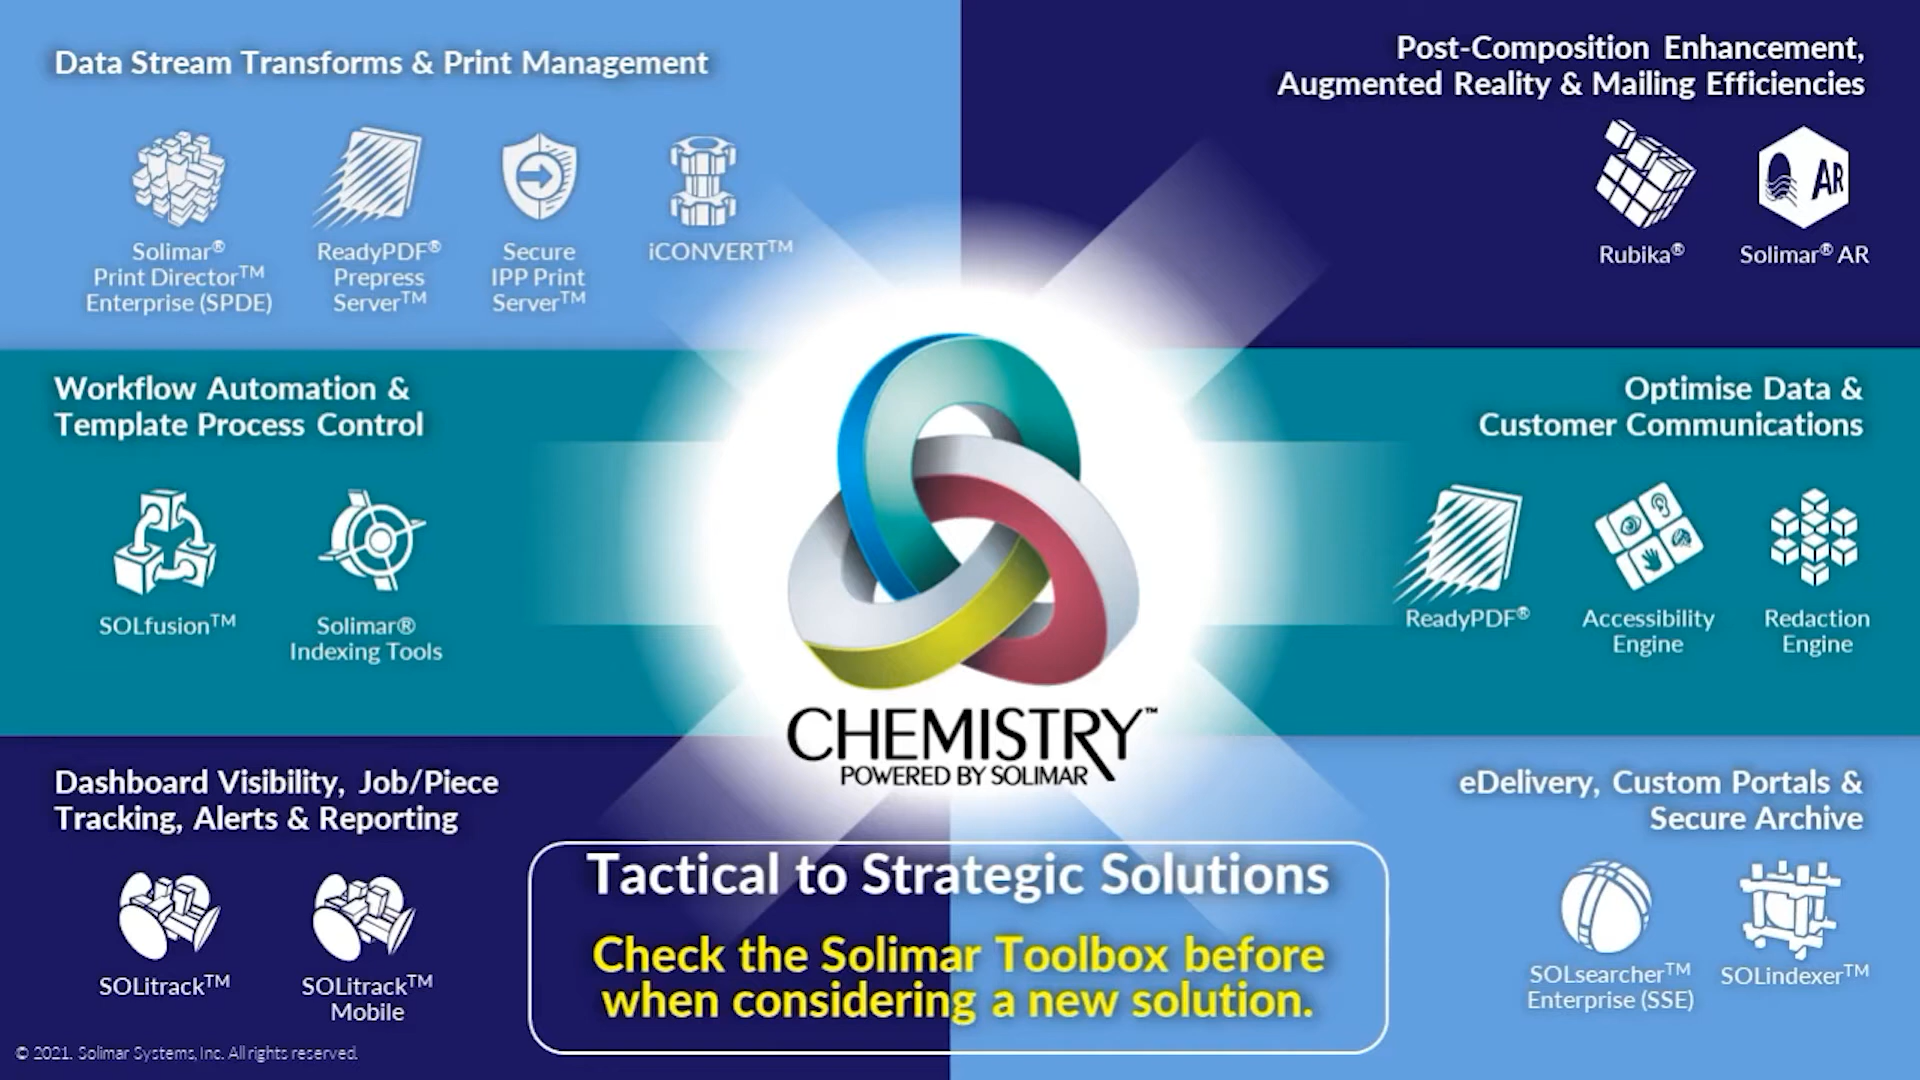 Data Stream Transforms & Print Management
Solimar®
Print Director™
Enterprise (SPDE)
ReadyPDF®
Prepress
Server™
Secure
IPP Print
Server™
iCONVERT™
Post-Composition Enhancement,
Augmented Reality & Mailing Efficiencies
AR
Rubika®
Solimar® AR
Workflow Automation &
Template Process Control
SOLfusion™
Solimar®
Indexing Tools
Optimise Data &
Customer Communications
ReadyPDF®
Accessibility
Engine
Redaction
Engine
CHEMISTRY™
POWERED BY SOLIMAR
Dashboard Visibility, Job/Piece
Tracking, Alerts & Reporting
SOLitrack™
SOLitrack™
Mobile
eDelivery, Custom Portals &
Secure Archive
SOLsearcher™
Enterprise (SSE)
SOLindexer™
Tactical to Strategic Solutions
Check the Solimar Toolbox before
when considering a new solution.
© 2021. Solimar Systems, Inc. All rights reserved.